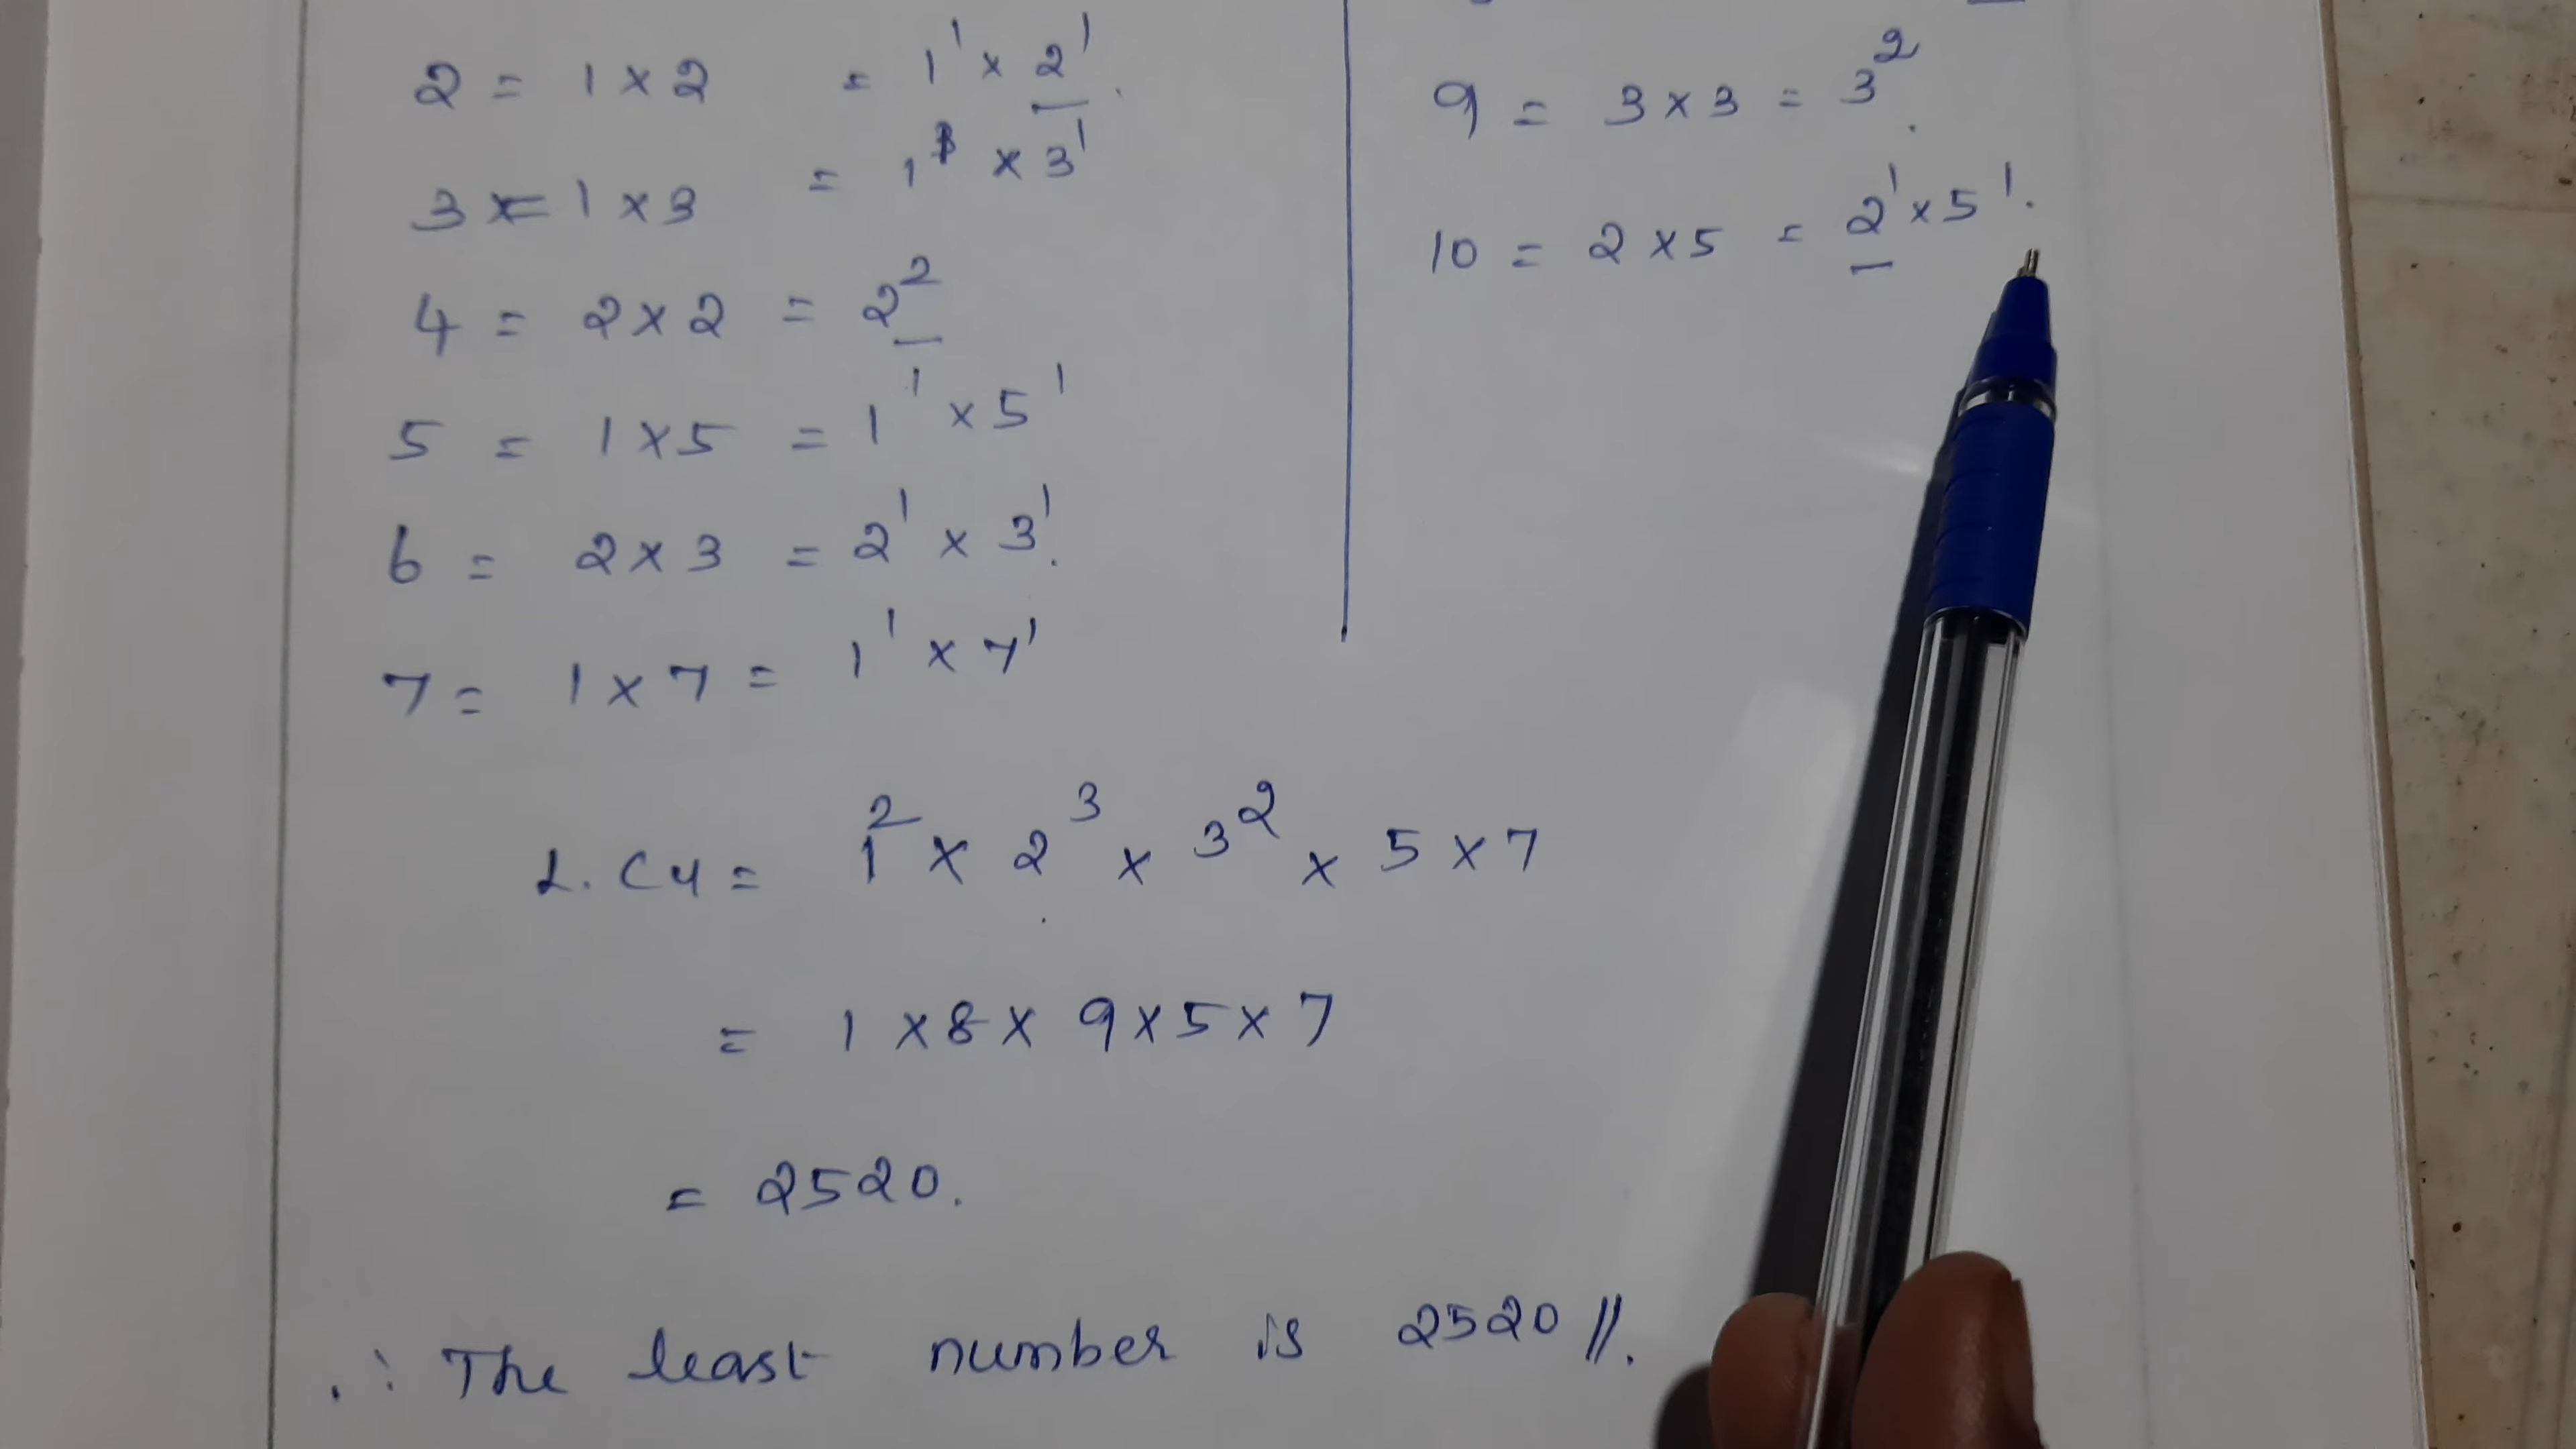 2 = 1 × 2 = 1¹ × 2¹.
3 = 1 × 3 = 1¹ × 3¹
4 = 2 × 2 = 2²
5 = 1 × 5 = 1¹ × 5¹
6 = 2 × 3 = 2¹ × 3¹.
7 = 1 × 7 = 1¹ × 7¹
9 = 3 × 3 = 3².
10 = 2 × 5 = 2¹ × 5¹.
L. C4 = 1² × 2³ × 3² × 5 × 7
= 1 × 8 × 9 × 5 × 7
= 2520.
∴ The least number is 2520 //.